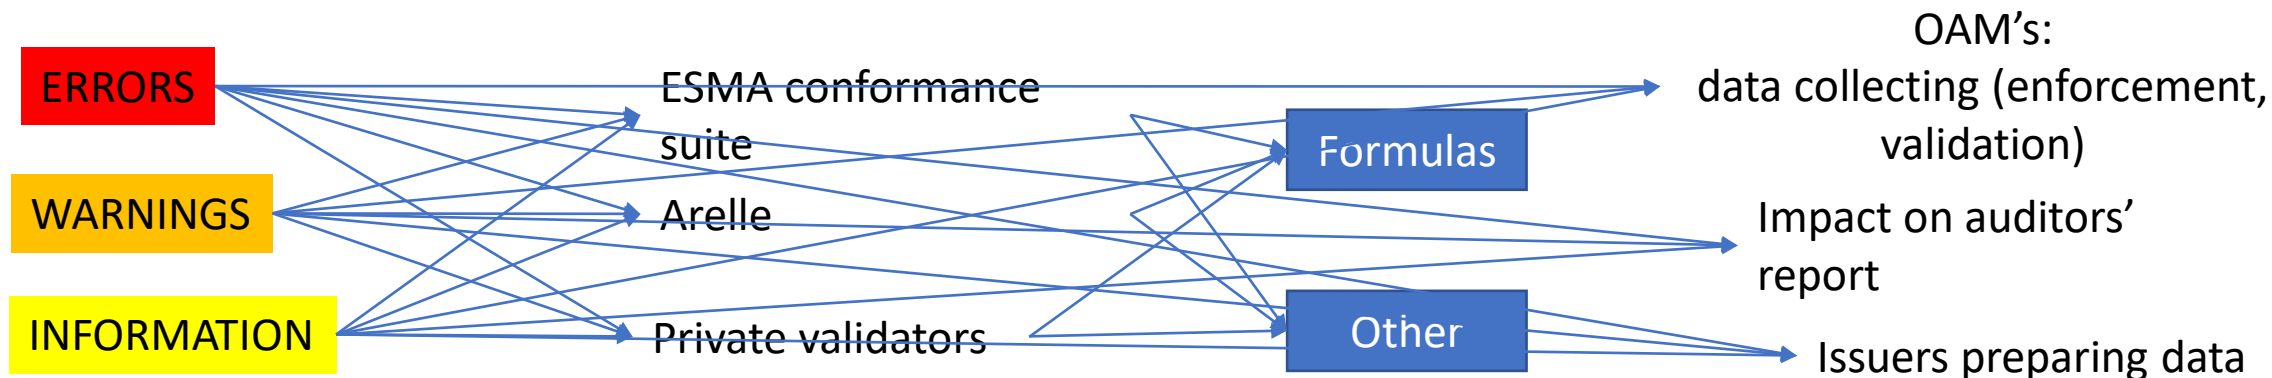 ERRORS
WARNINGS
INFORMATION
ESMA conformance
suite
Arelle
Private validators
Formulas
Other
OAM’s:
data collecting (enforcement,
validation)
Impact on auditors’
report
Issuers preparing data